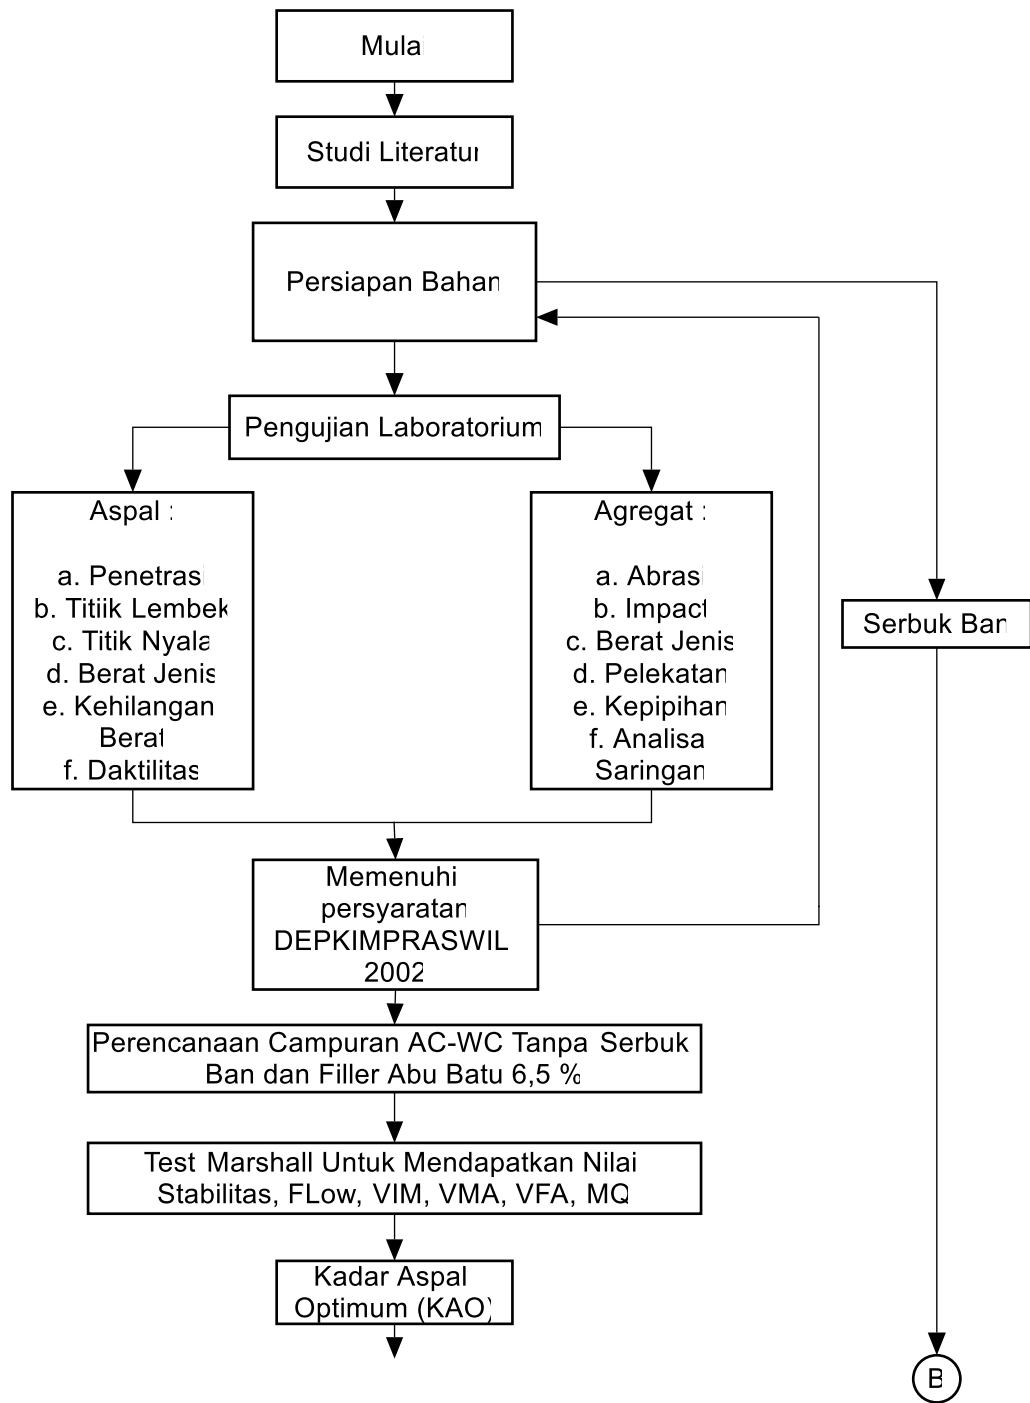 Mulai
Studi Literatur
Persiapan Bahan
Pengujian Laboratorium
Aspal :
a. Penetrasi
b. Titiik Lembek
c. Titik Nyala
d. Berat Jenis
e. Kehilangan
Berat
f. Daktilitas
Agregat :
a. Abrasi
b. Impact
c. Berat Jenis
d. Pelekatan
e. Kepipihan
f. Analisa
Saringan
Serbuk Ban
Memenuhi
persyaratan
DEPKIMPRASWIL
2002
Perencanaan Campuran AC-WC Tanpa Serbuk
Ban dan Filler Abu Batu 6,5 %
Test Marshall Untuk Mendapatkan Nilai
Stabilitas, FLow, VIM, VMA, VFA, MQ
Kadar Aspal
Optimum (KAO)
B